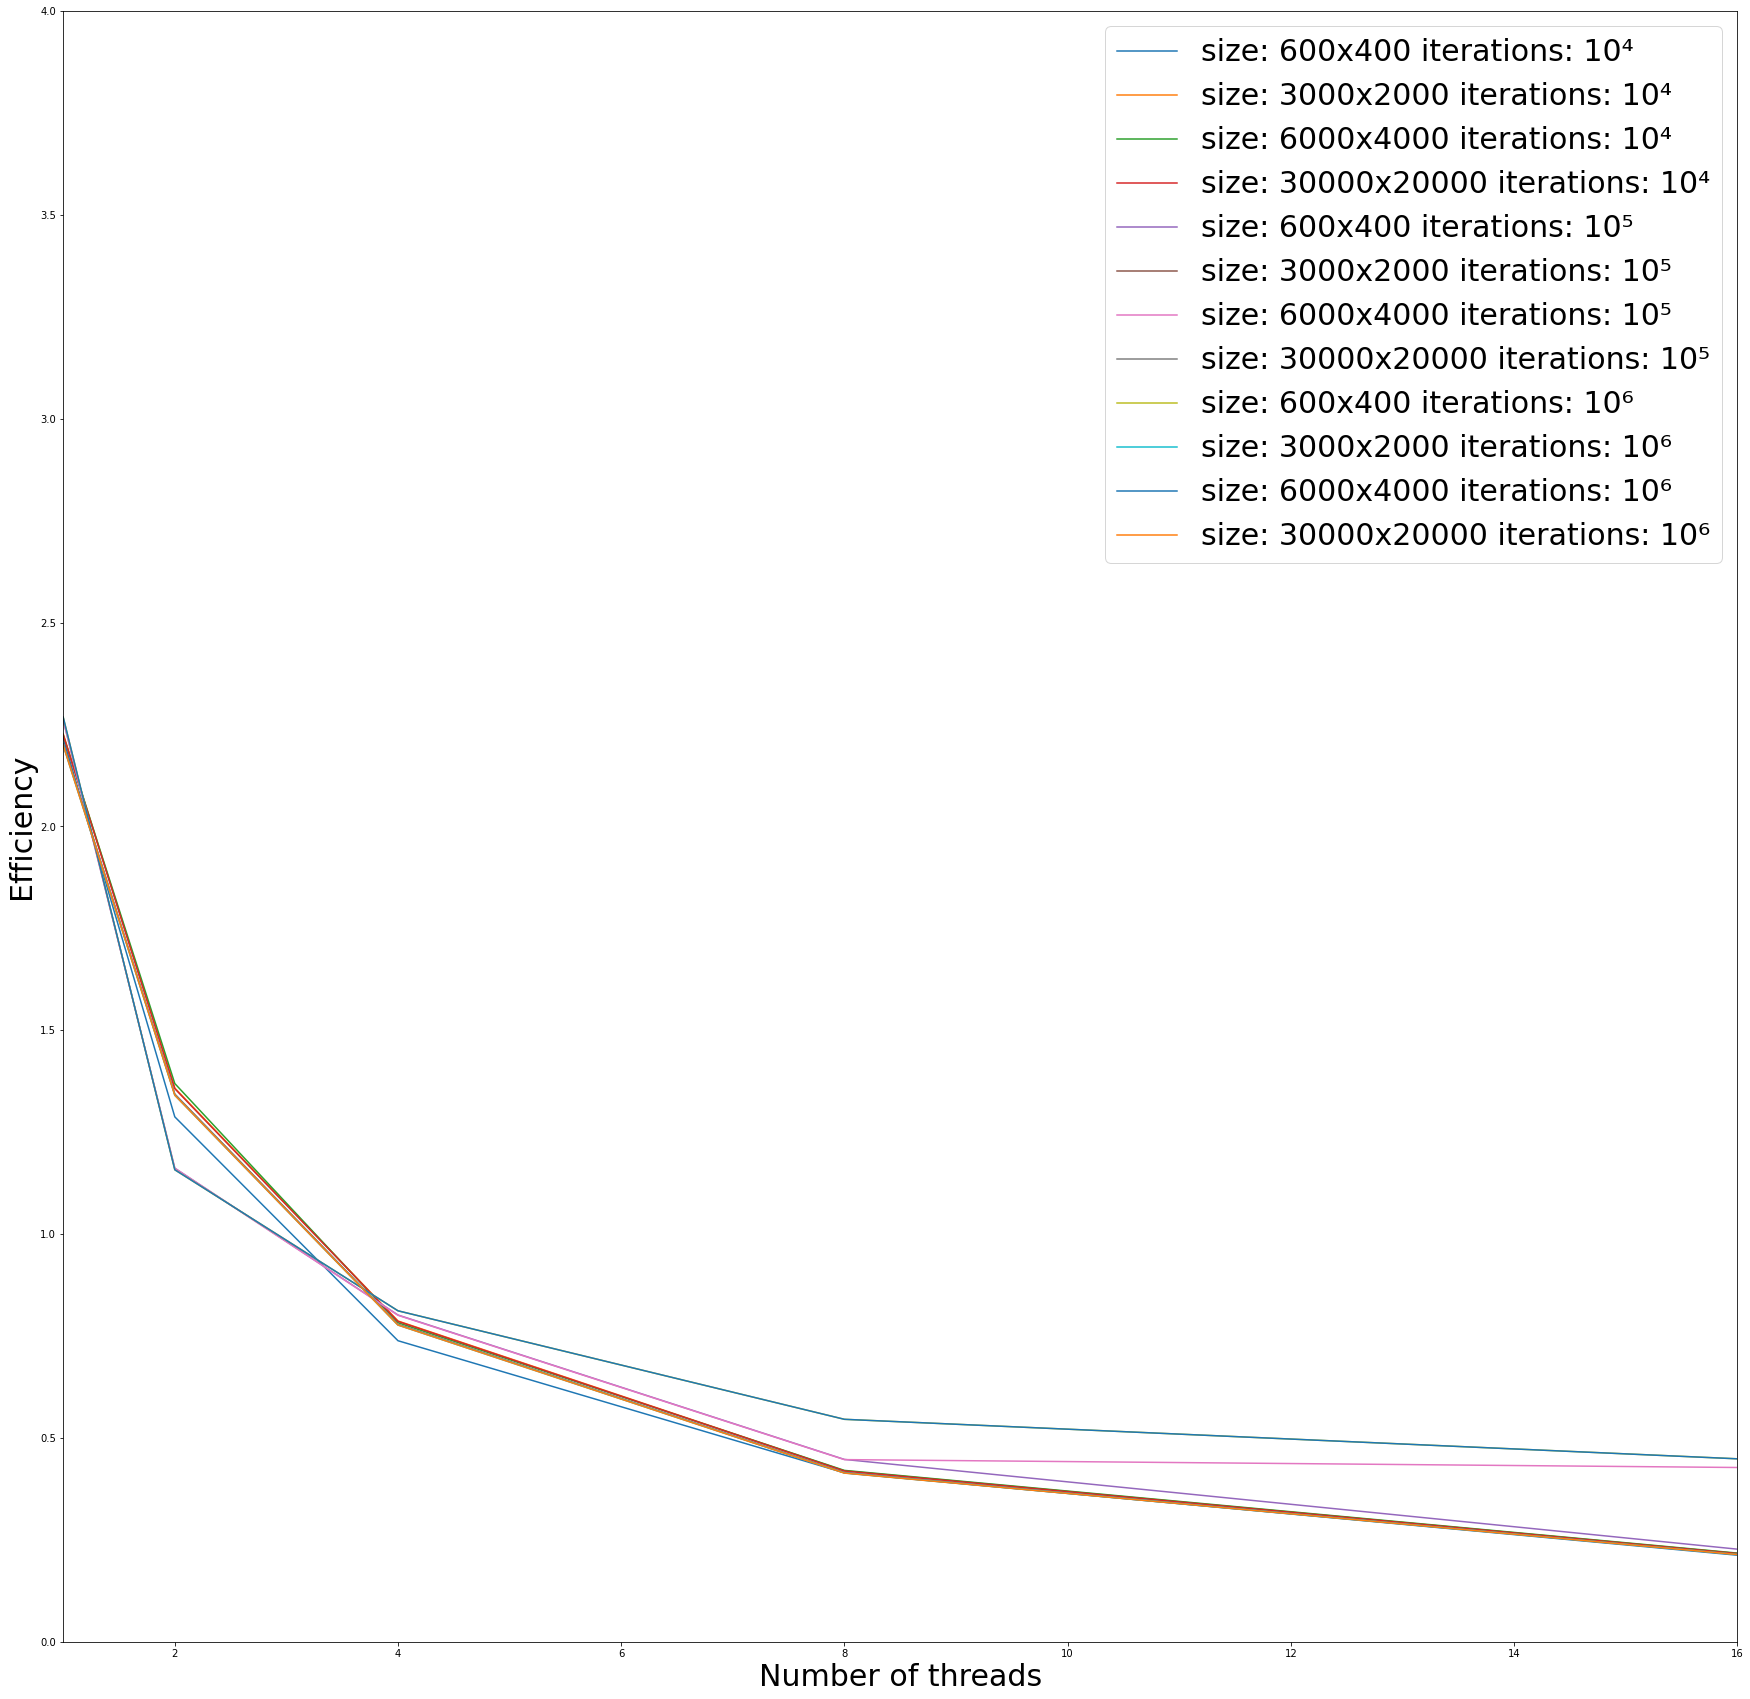 4.0
3.5
3.0
2.5
2.0
1.5
1.0
0.5
0.0
Efficiency
size: 600x400 iterations: 10⁴
size: 3000x2000 iterations: 10⁴
size: 6000x4000 iterations: 10⁴
size: 30000x20000 iterations: 10⁴
size: 600x400 iterations: 10⁵
size: 3000x2000 iterations: 10⁵
size: 6000x4000 iterations: 10⁵
size: 30000x20000 iterations: 10⁵
size: 600x400 iterations: 10⁶
size: 3000x2000 iterations: 10⁶
size: 6000x4000 iterations: 10⁶
size: 30000x20000 iterations: 10⁶
2 4 6 8 10 12 14 16
Number of threads